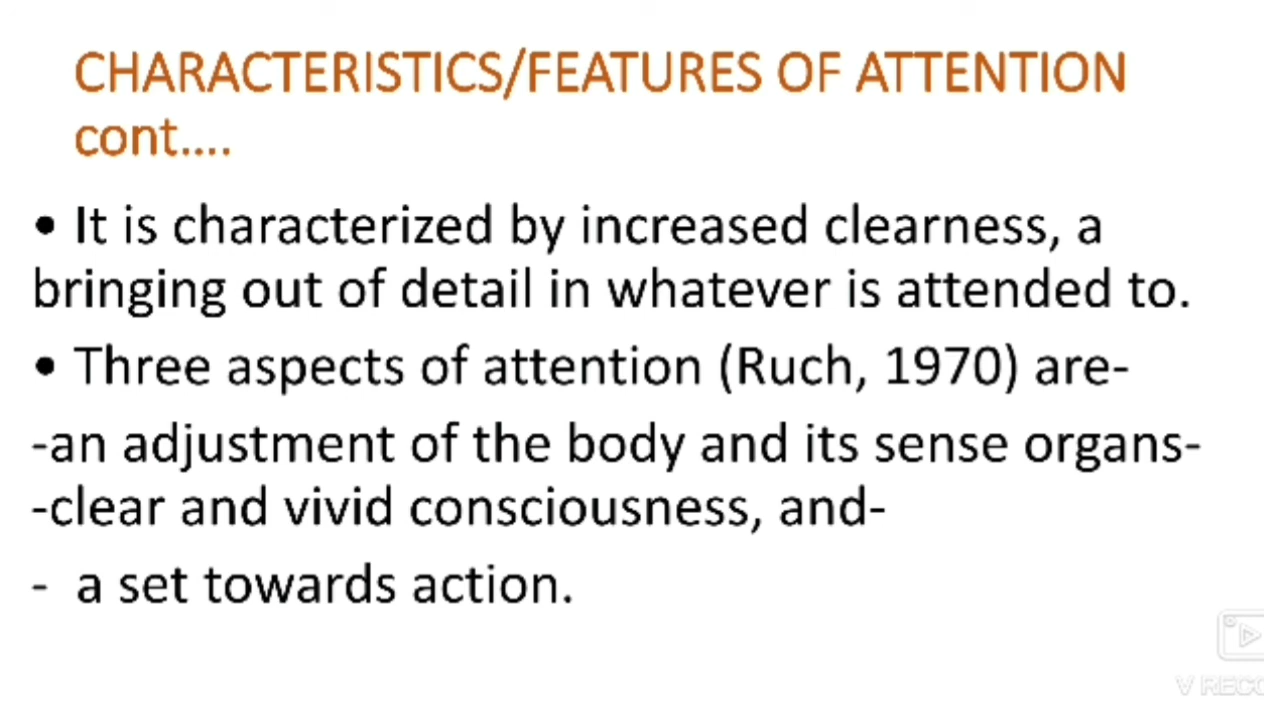 CHARACTERISTICS/FEATURES OF ATTENTION
cont....
• It is characterized by increased clearness, a
bringing out of detail in whatever is attended to.
• Three aspects of attention (Ruch, 1970) are-
-an adjustment of the body and its sense organs-
-clear and vivid consciousness, and-
- a set towards action.
V RECO